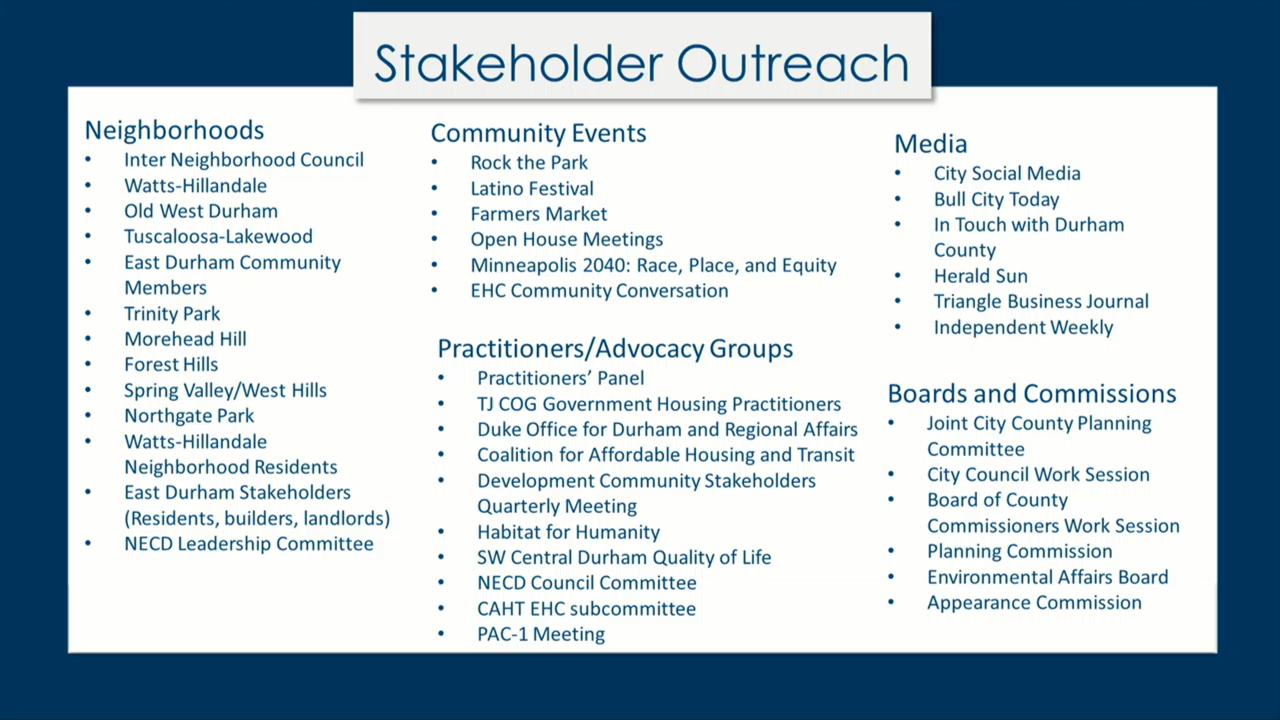 Stakeholder Outreach
Neighborhoods
• Inter Neighborhood Council
• Watts-Hillandale
• Old West Durham
• Tuscaloosa-Lakewood
• East Durham Community
Members
• Trinity Park
• Morehead Hill
• Forest Hills
• Spring Valley/West Hills
• Northgate Park
• Watts-Hillandale
Neighborhood Residents
• East Durham Stakeholders
(Residents, builders, landlords)
• NECD Leadership Committee
Community Events
• Rock the Park
• Latino Festival
• Farmers Market
• Open House Meetings
• Minneapolis 2040: Race, Place, and Equity
• EHC Community Conversation
Practitioners/Advocacy Groups
• Practitioners’ Panel
• TJ COG Government Housing Practitioners
• Duke Office for Durham and Regional Affairs
• Coalition for Affordable Housing and Transit
• Development Community Stakeholders
Quarterly Meeting
• Habitat for Humanity
• SW Central Durham Quality of Life
• NECD Council Committee
• CAHT EHC subcommittee
• PAC-1 Meeting
Media
• City Social Media
• Bull City Today
• In Touch with Durham
County
• Herald Sun
• Triangle Business Journal
• Independent Weekly
Boards and Commissions
• Joint City County Planning
Committee
• City Council Work Session
• Board of County
Commissioners Work Session
• Planning Commission
• Environmental Affairs Board
• Appearance Commission